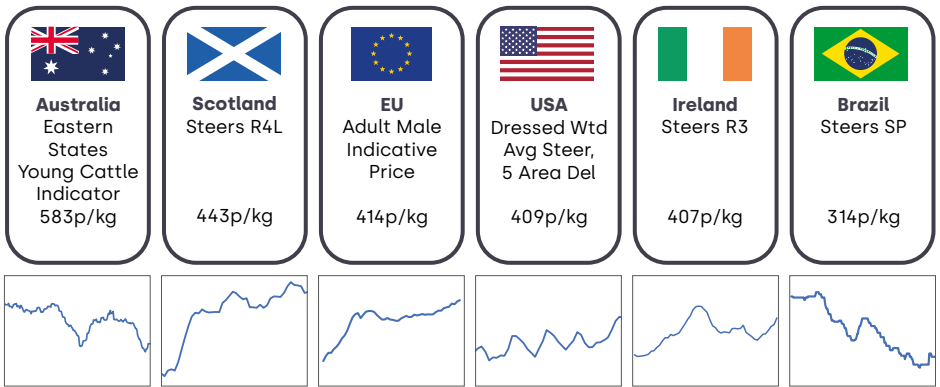 Australia
Eastern
States
Young Cattle
Indicator
583p/kg
Scotland
Steers R4L
443p/kg
EU
Adult Male
Indicative
Price
414p/kg
USA
Dressed Wtd
Avg Steer,
5 Area Del
409p/kg
Ireland
Steers R3
407p/kg
Brazil
Steers SP
314p/kg